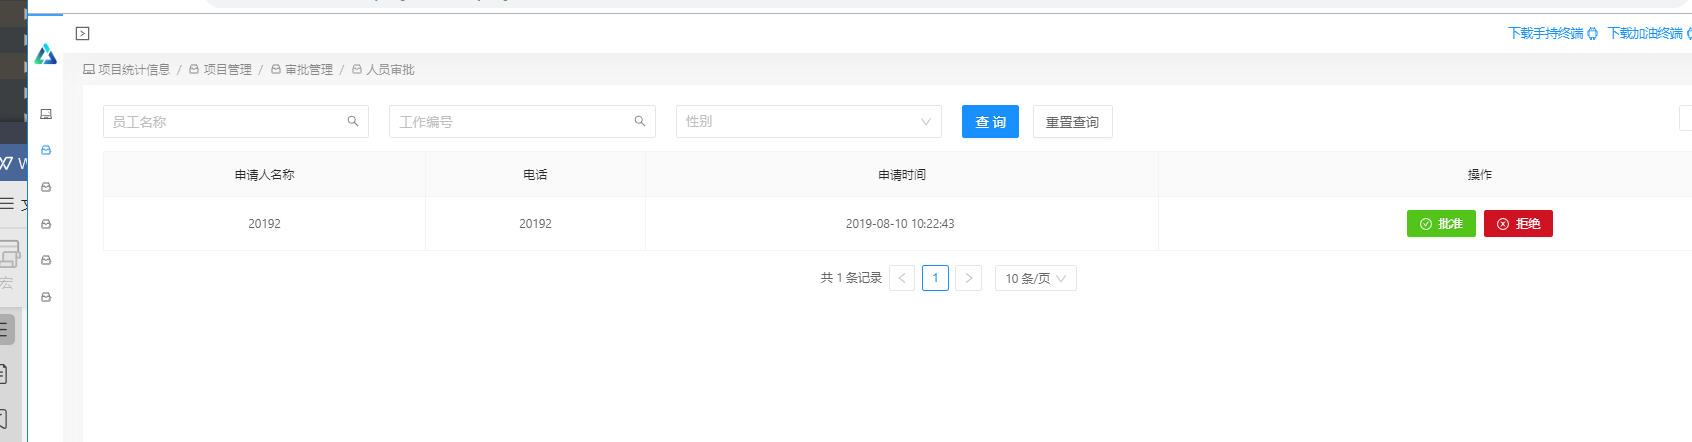 下载手持终端 下载加油终端
项目统计信息 / 项目管理 / 审批管理 / 人员审批
员工名称 工作编号 性别 查 询 重置查询
申请人名称 电话 申请时间 操作
20192 20192 2019-08-10 10:22:43 批准 拒绝
共 1 条记录 1 10 条/页
W
宏